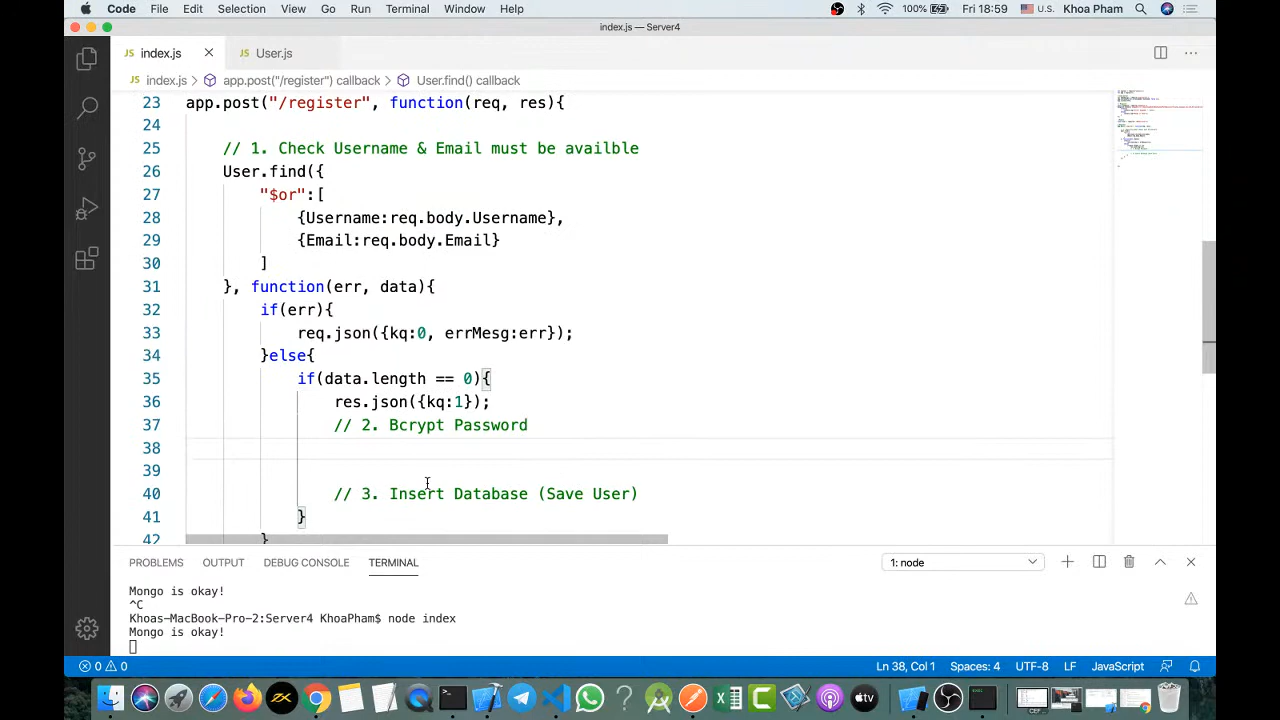 Code File Edit Selection View Go Run Terminal Window Help 100% Fri 18:59 U.S. Khoa Pham
index.js — Server4
JS index.js JS User.js
JS index.js > app.post("/register") callback > User.find() callback
23 app.post("/register", function(req, res){
24
25 // 1. Check Username & Email must be availble
26 User.find({
27 "$or":[
28 {Username:req.body.Username},
29 {Email:req.body.Email}
30 ]
31 }, function(err, data){
32 if(err){
33 req.json({kq:0, errMesg:err});
34 }else{
35 if(data.length == 0){
36 res.json({kq:1});
37 // 2. Bcrypt Password
38
39
40 // 3. Insert Database (Save User)
41 }
42 }
PROBLEMS OUTPUT DEBUG CONSOLE TERMINAL 1: node
Mongo is okay!
^C
Khoas-MacBook-Pro-2:Server4 KhoaPham$ node index
Mongo is okay!
0 0 Ln 38, Col 1 Spaces: 4 UTF-8 LF JavaScript
tv